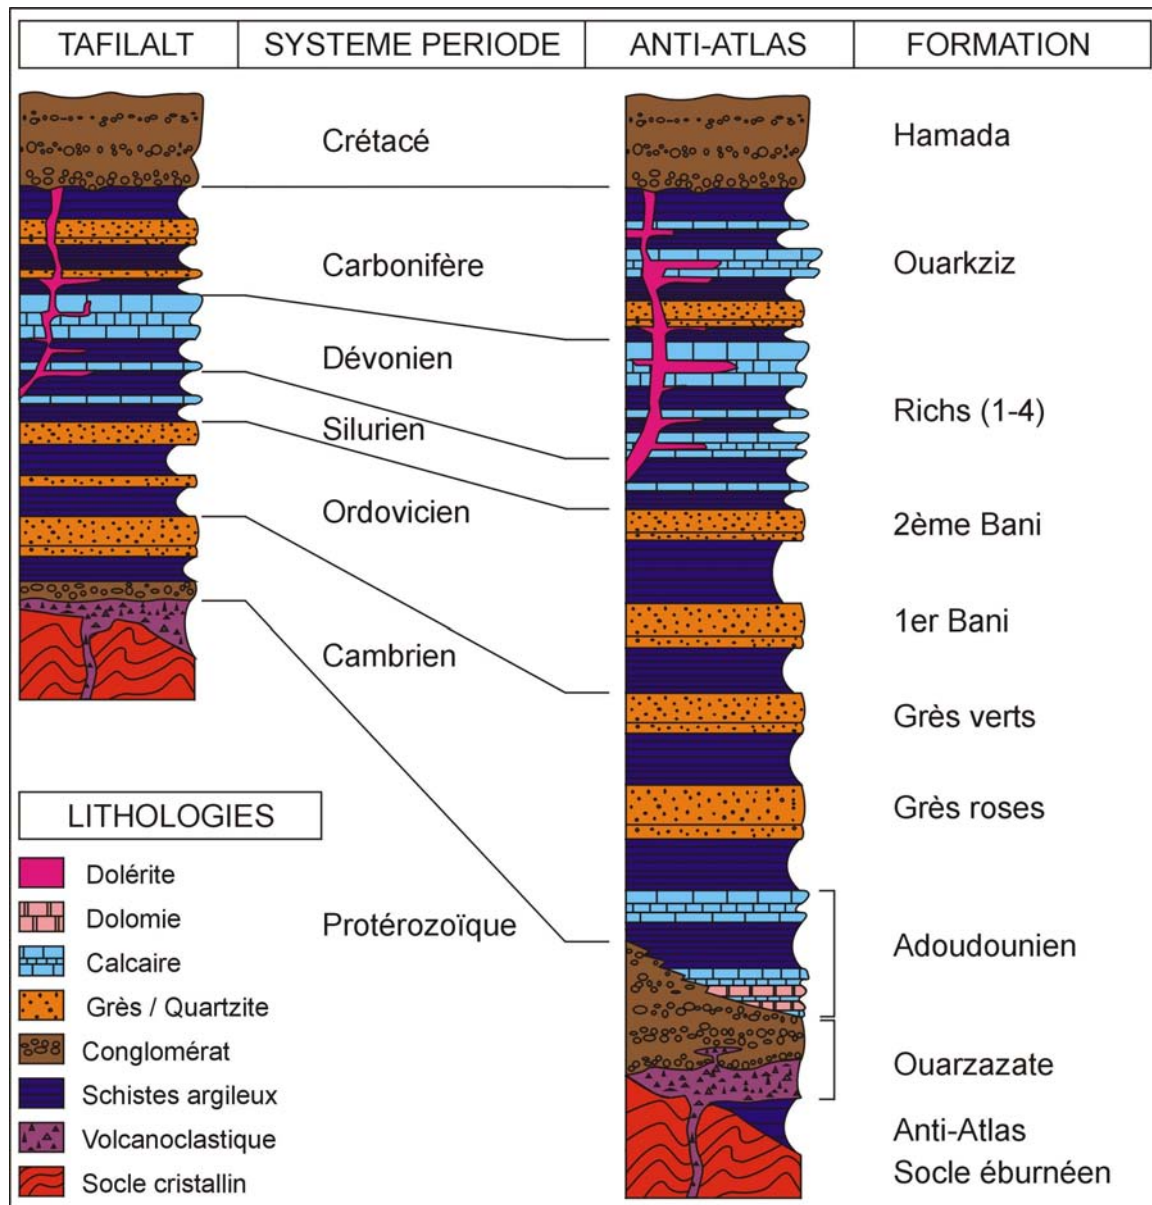 TAFILALT
SYSTEME PERIODE
ANTI-ATLAS
FORMATION
Crétacé
Hamada
Carbonifère
Ouarkziz
Dévonien
Richs (1-4)
Silurien
Ordovicien
2ème Bani
1er Bani
Cambrien
Grès verts
Grès roses
Protérozoïque
Adoudounien
Ouarzazate
Anti-Atlas
Socle éburnéen
LITHOLOGIES
Dolérite
Dolomie
Calcaire
Grès / Quartzite
Conglomérat
Schistes argileux
Volcanoclastique
Socle cristallin